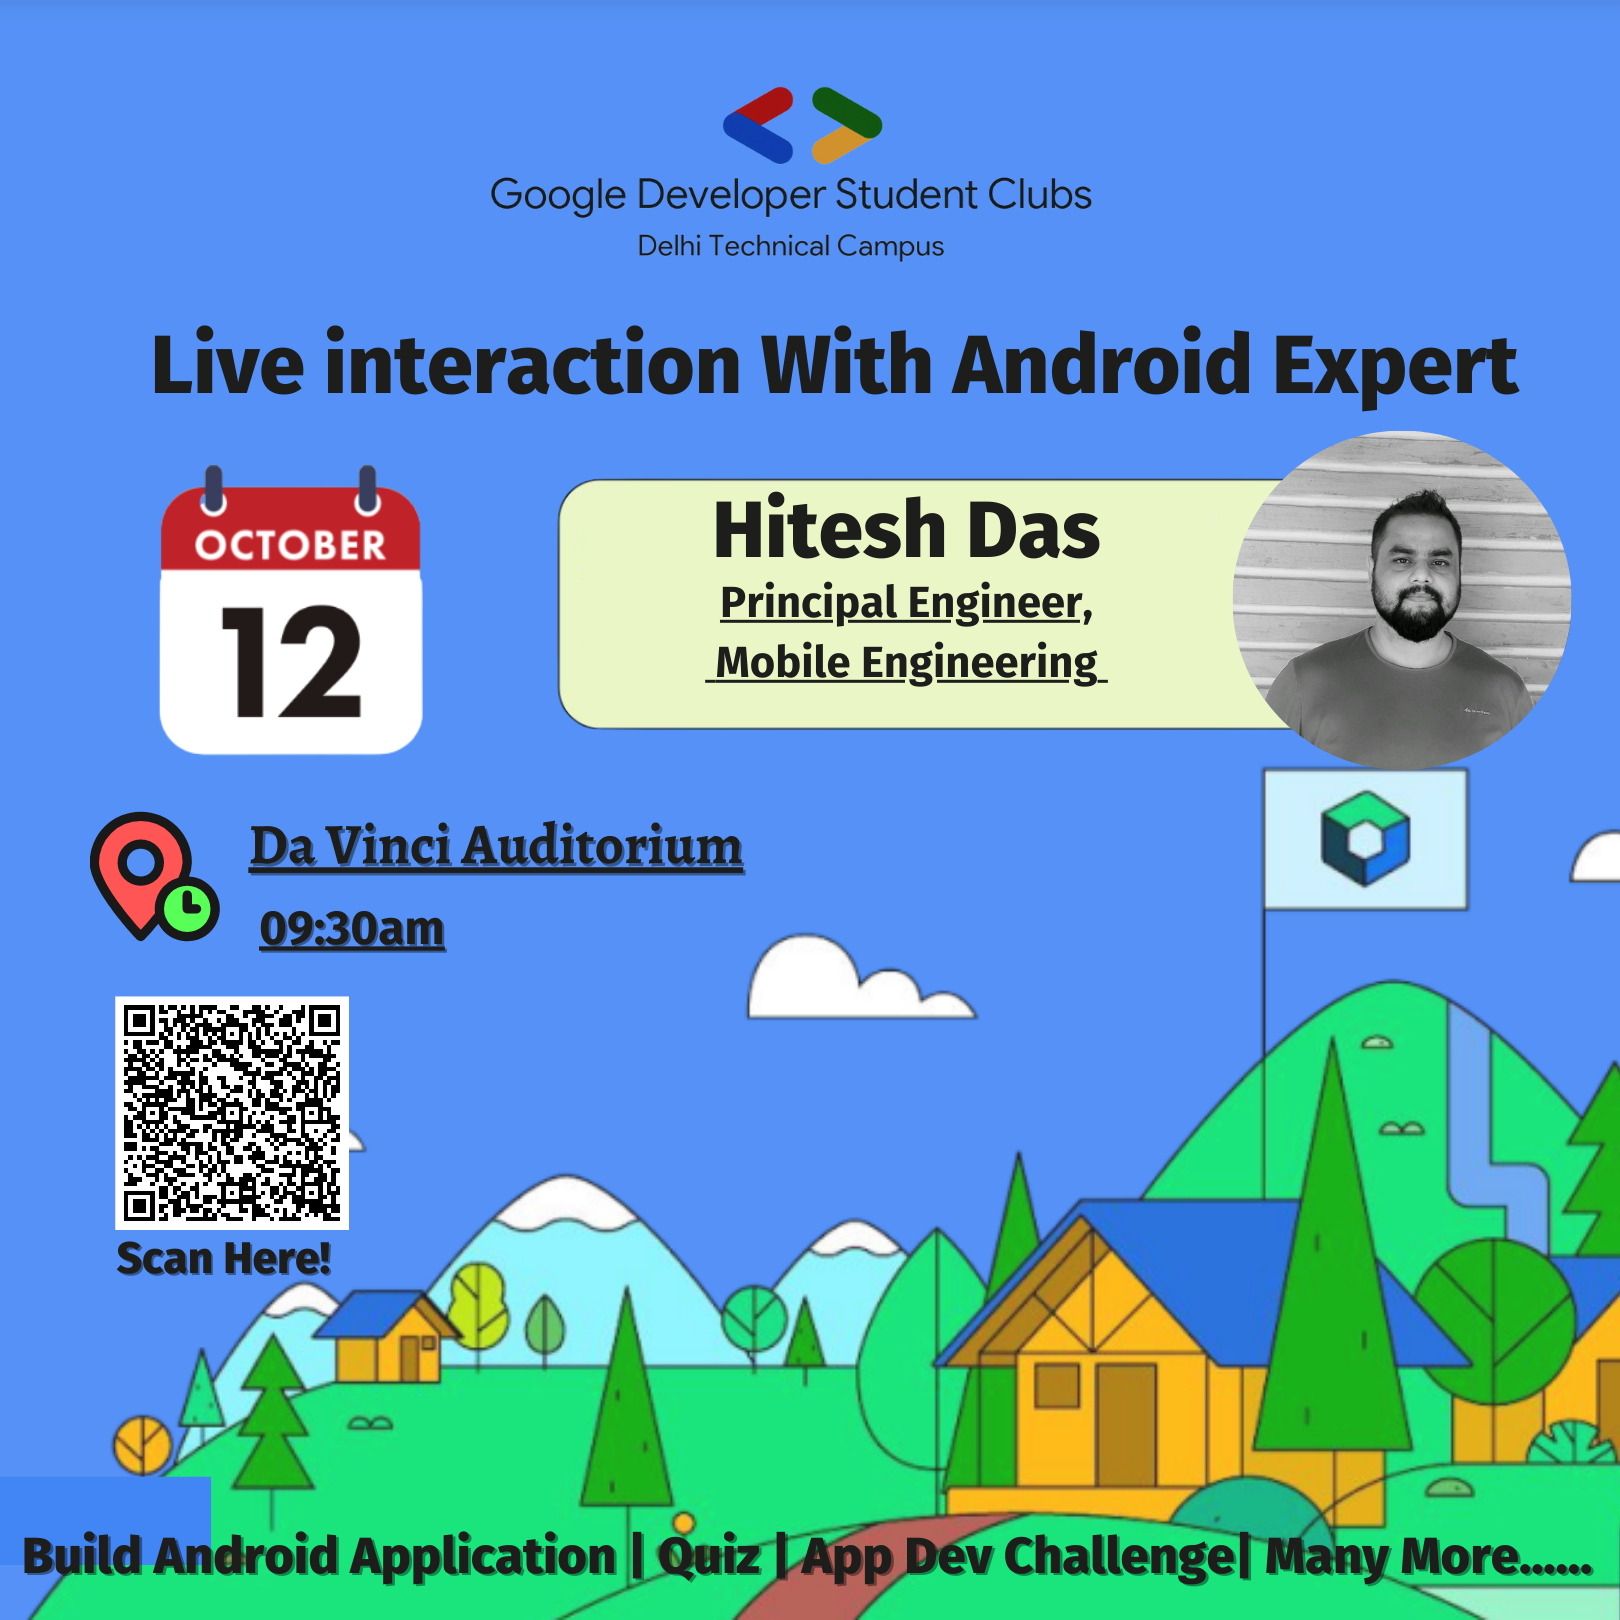 Google Developer Student Clubs
Delhi Technical Campus
Live interaction With Android Expert
OCTOBER
12
Hitesh Das
Principal Engineer,
Mobile Engineering
Da Vinci Auditorium
09:30am
Scan Here!
Build Android Application | Quiz | App Dev Challenge| Many More......